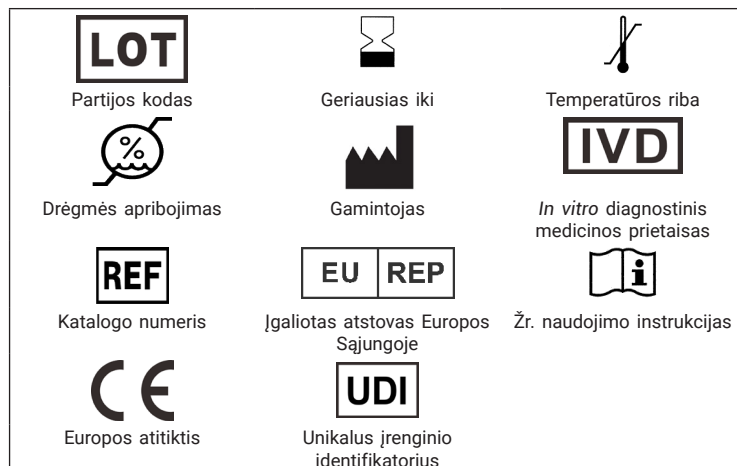 LOT
Partijos kodas
Geriausias iki
Temperatūros riba
%
Drėgmės apribojimas
Gamintojas
IVD
In vitro diagnostinis
medicinos prietaisas
REF
Katalogo numeris
EU REP
Įgaliotas atstovas Europos
Sąjungoje
i
Žr. naudojimo instrukcijas
CE
Europos atitiktis
UDI
Unikalus įrenginio
identifikatorius